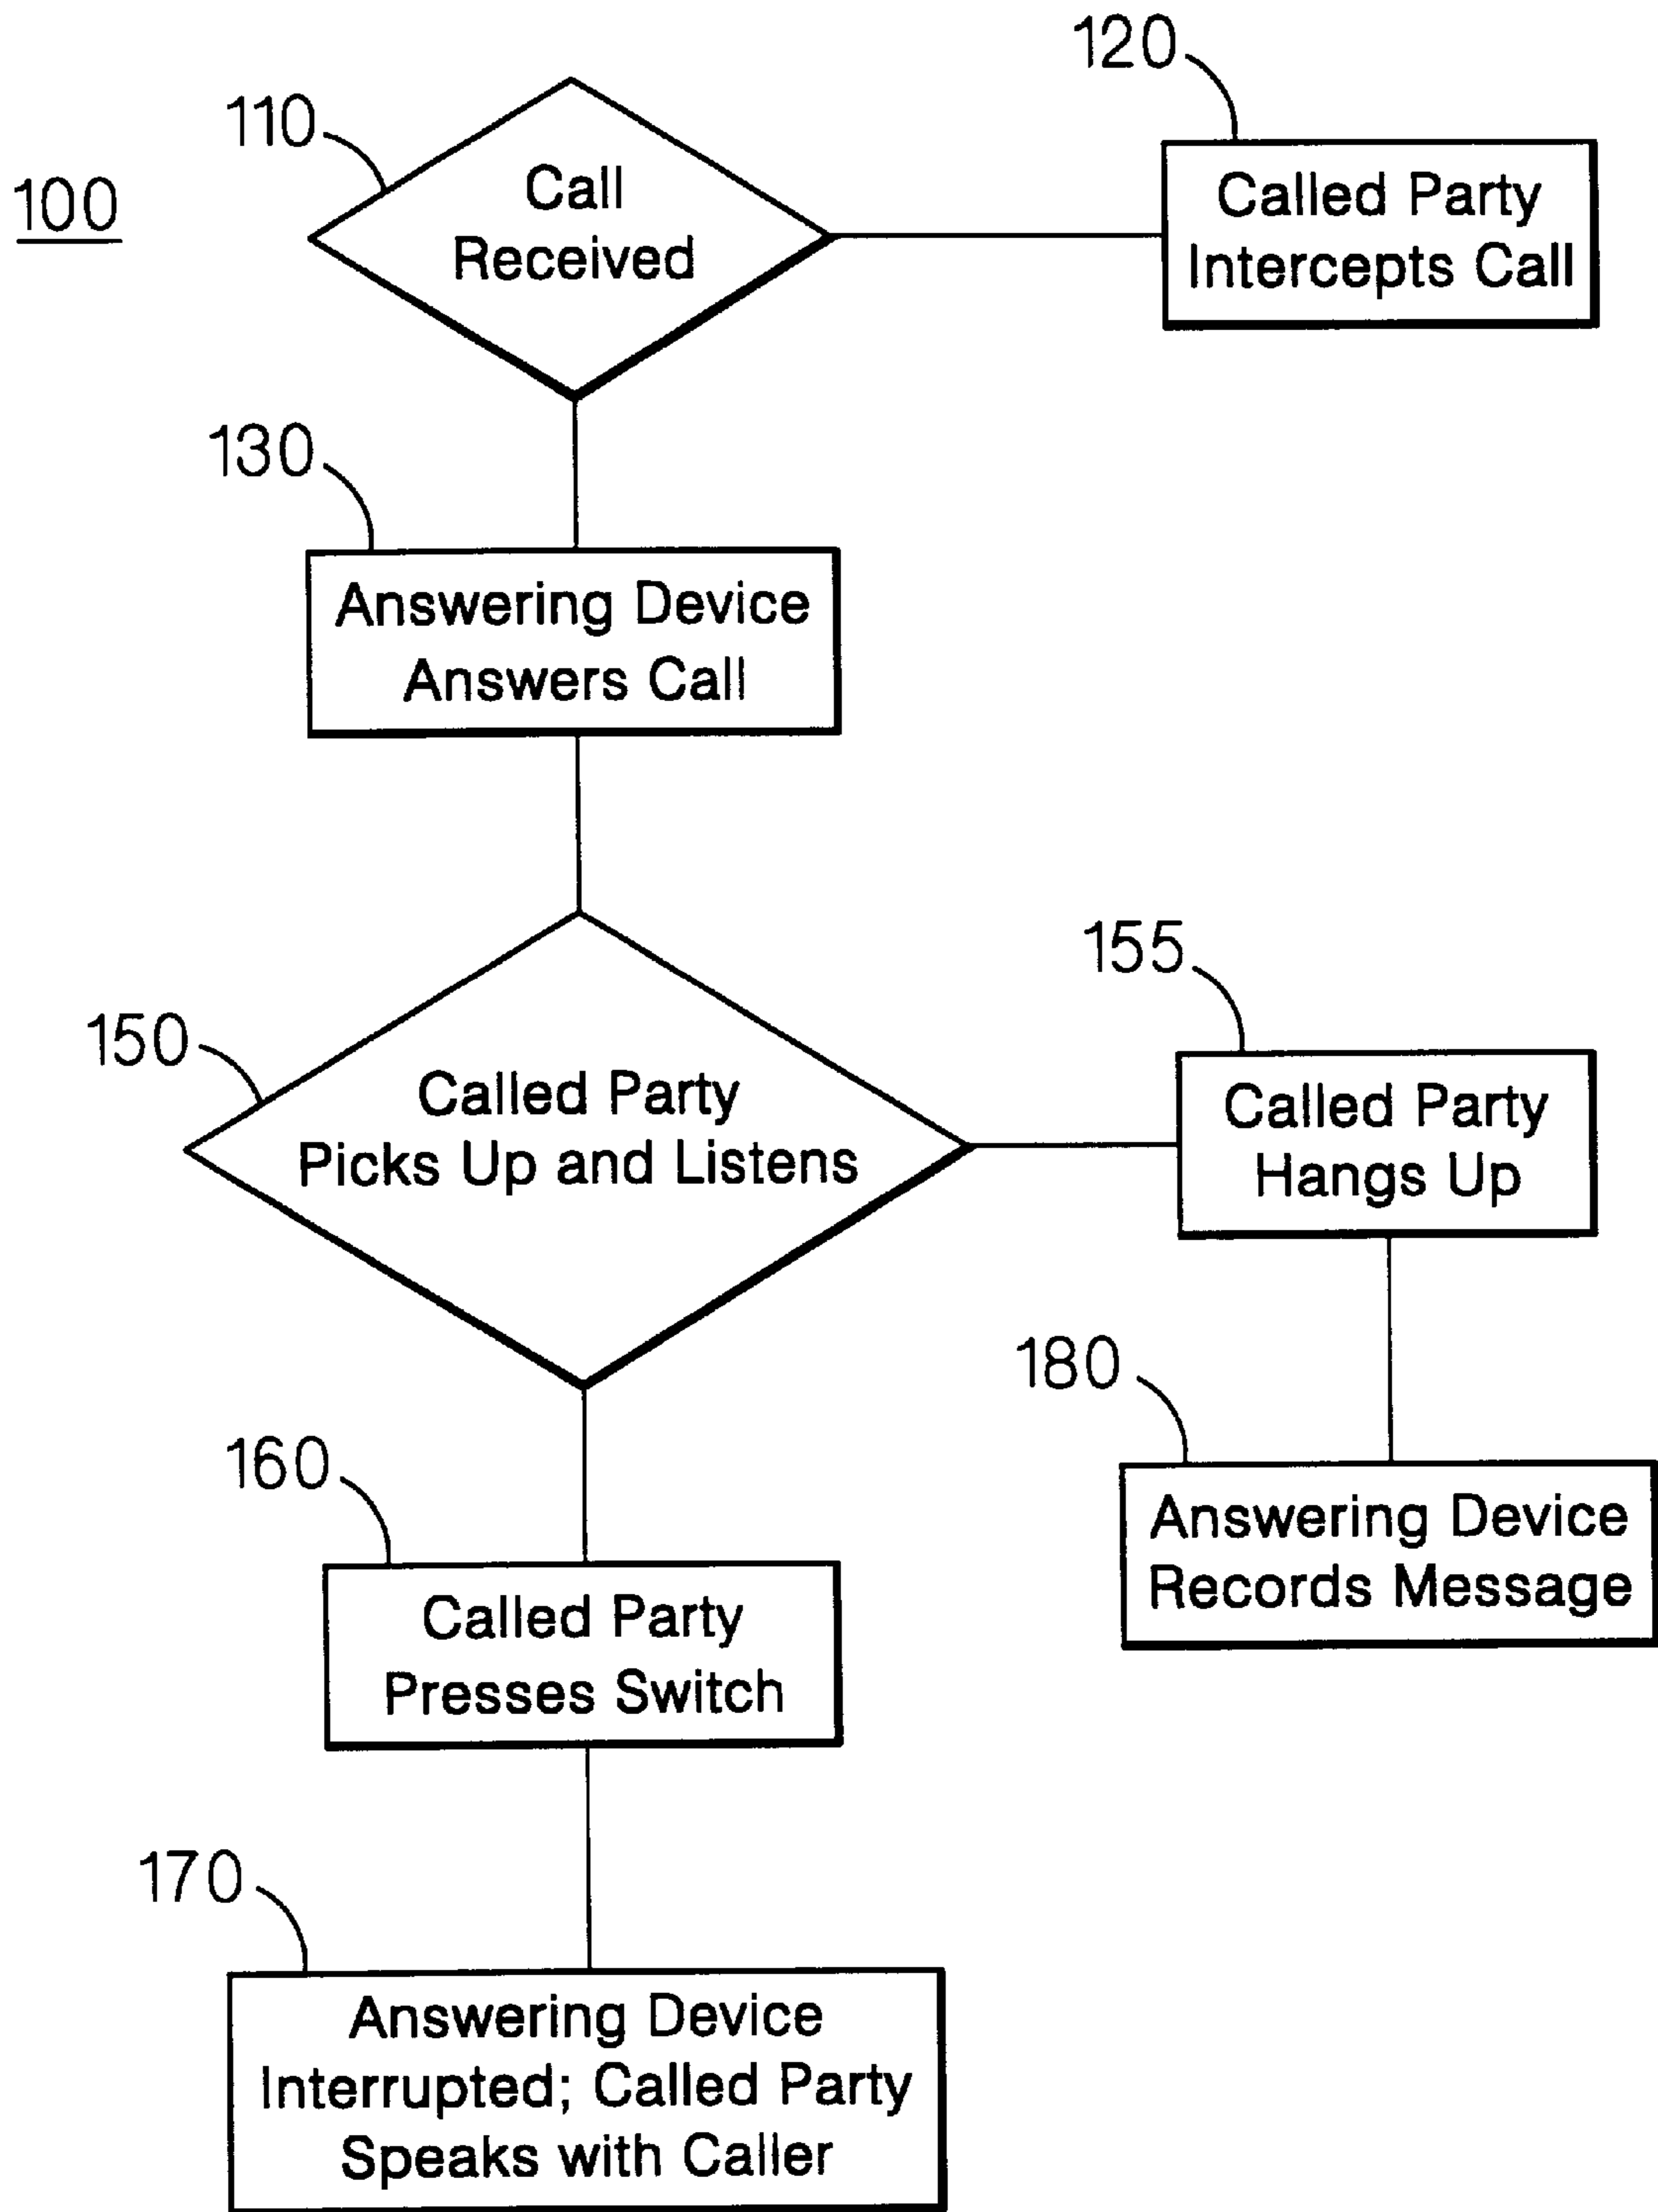 120
110
100
Call
Received
Called Party
Intercepts Call
130
Answering Device
Answers Call
155
150
Called Party
Picks Up and Listens
Called Party
Hangs Up
180
160
Answering Device
Records Message
Called Party
Presses Switch
170
Answering Device
Interrupted; Called Party
Speaks with Caller